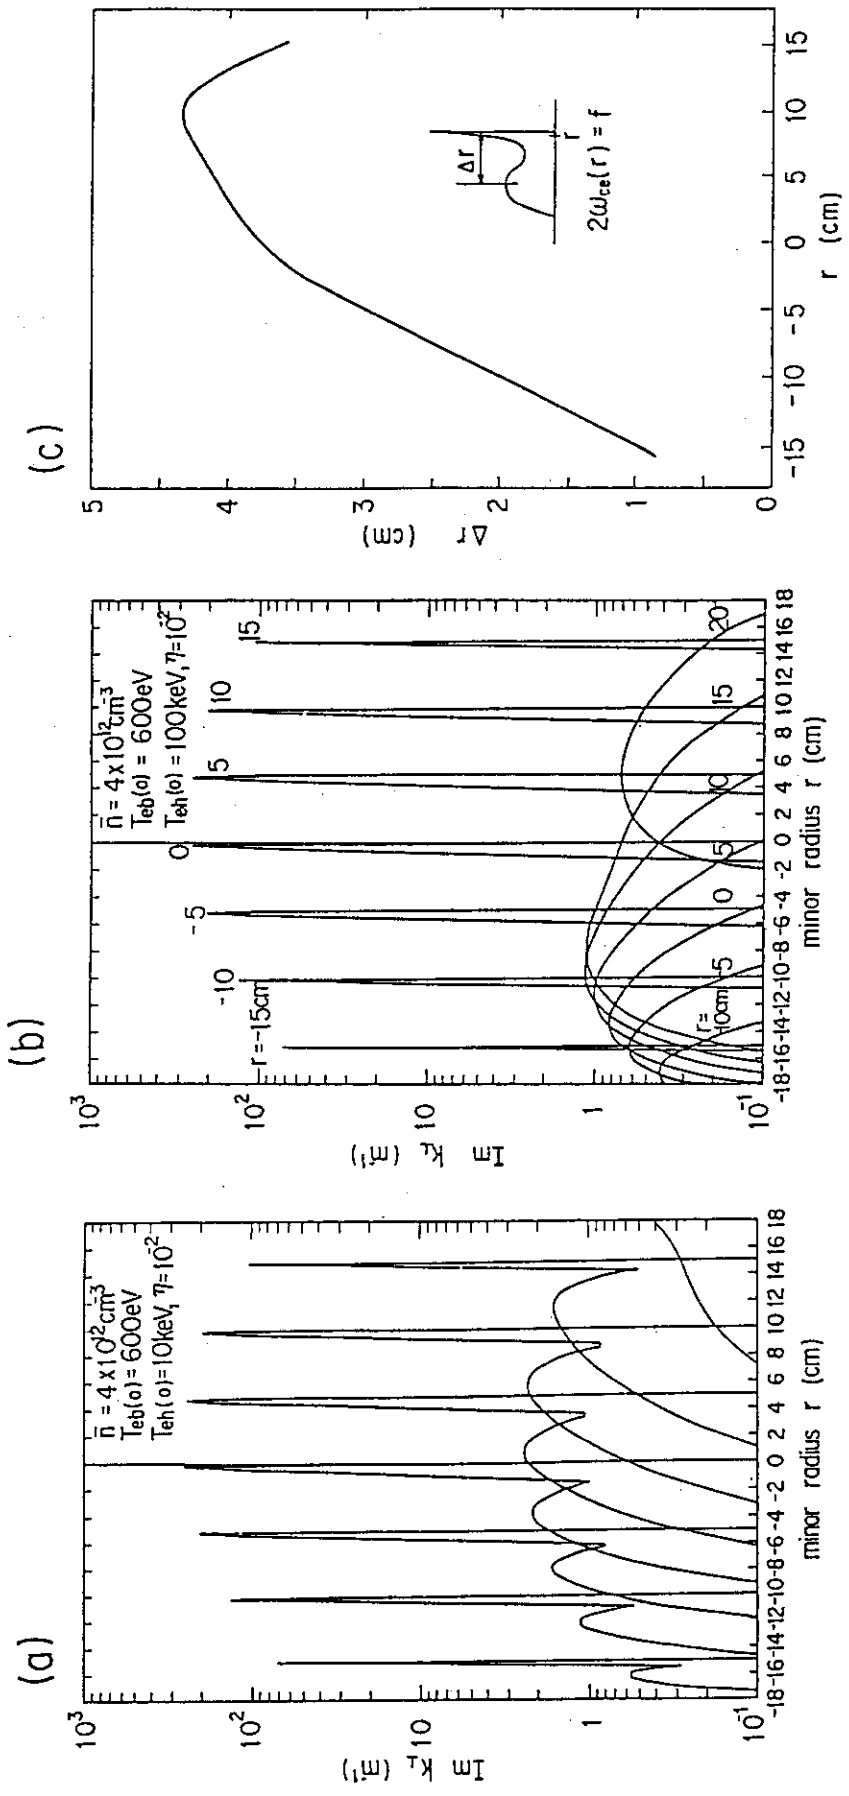 (a)
n̄ = 4x10¹²cm⁻³
Teb(o) = 600eV
Teh(o) = 10keV, η=10⁻²
10³
10²
10
1
10⁻¹
Im k⊥ (m⁻¹)
-18 -16 -14 -12 -10 -8 -6 -4 -2 0 2 4 6 8 10 12 14 16 18
minor radius r (cm)
(b)
n̄ = 4x10¹²cm⁻³
Teb(o) = 600eV
Teh(o) = 100keV, η=10⁻²
10³
10²
10
1
10⁻¹
Im k⊥ (m⁻¹)
r=-15cm
-10
-5
0
5
10
15
r=
-10cm
-5
0
5
10
15
20
-18 -16 -14 -12 -10 -8 -6 -4 -2 0 2 4 6 8 10 12 14 16 18
minor radius r (cm)
(c)
5
4
3
2
1
0
Δr (cm)
Δr
r
2ωce(r) = f
-15 -10 -5 0 5 10 15
r (cm)